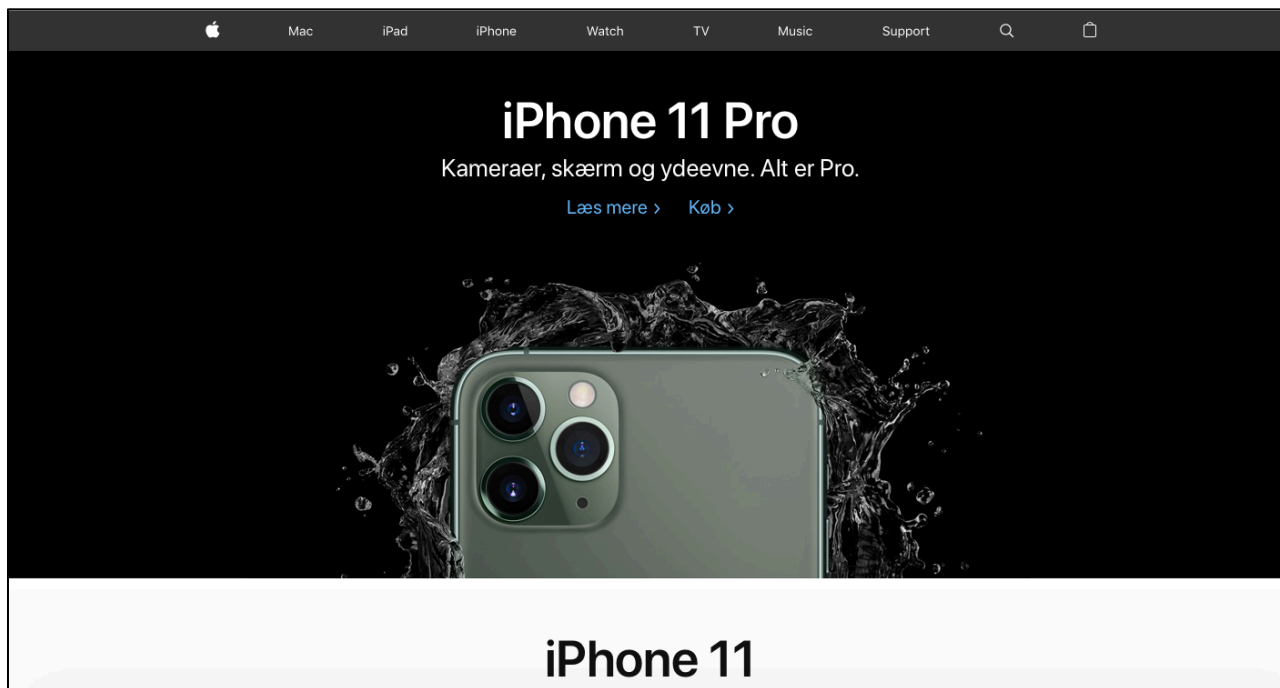 Mac iPad iPhone Watch TV Music Support
iPhone 11 Pro
Kameraer, skærm og ydeevne. Alt er Pro.
Læs mere > Køb >
iPhone 11